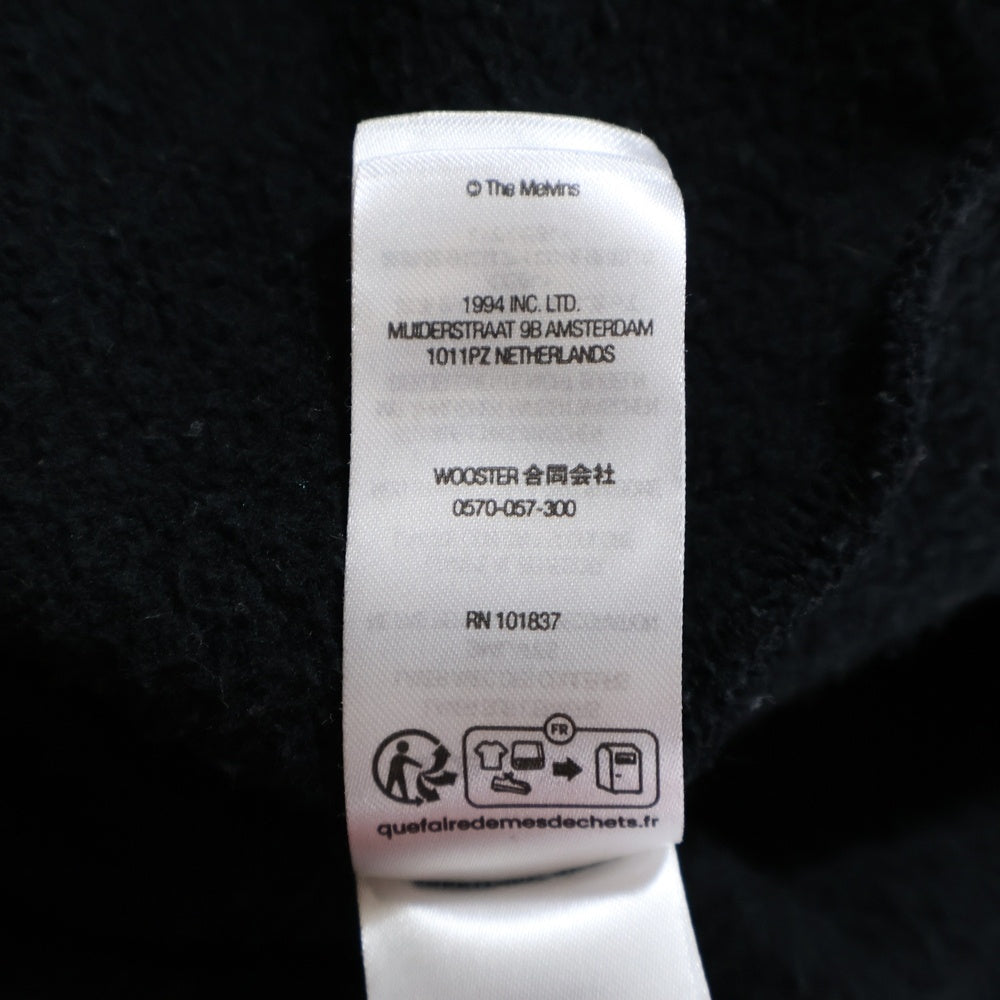 © The Melvins
1994 INC. LTD.
MUIDERSTRAAT 9B AMSTERDAM
1011PZ NETHERLANDS
WOOSTER 合同会社
0570-057-300
RN 101837
FR
quefairedemesdechets.fr